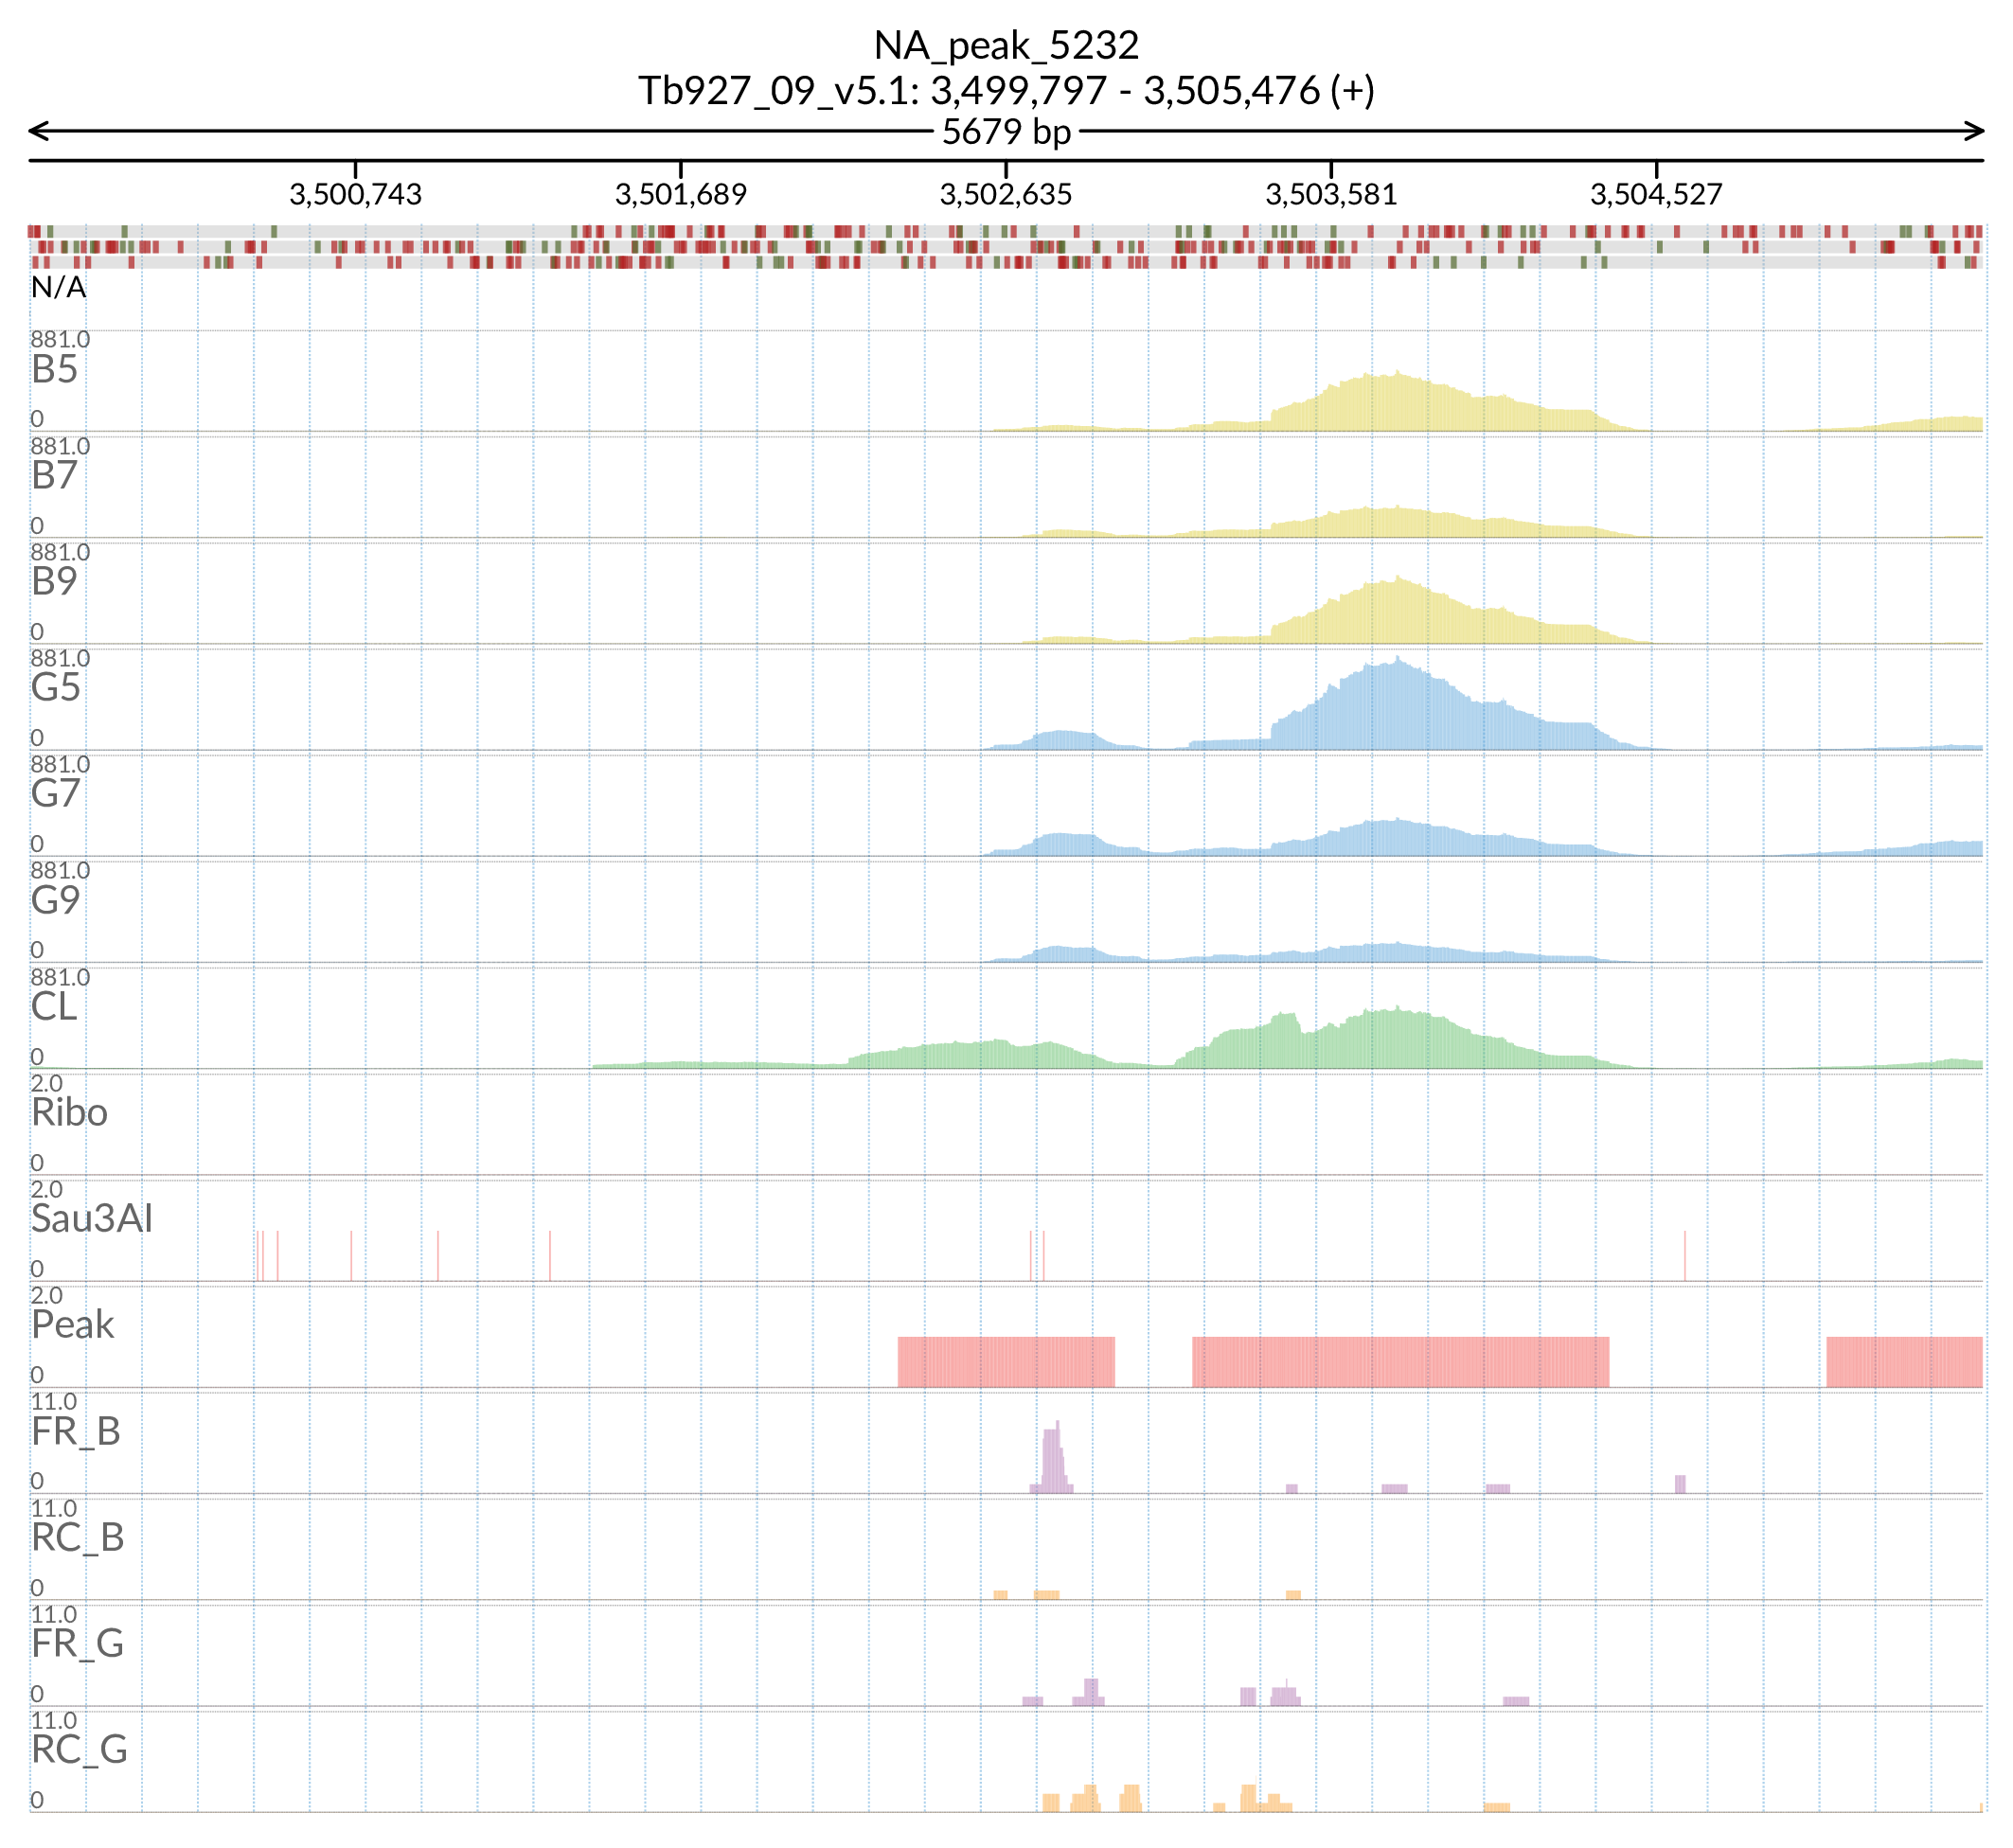 NA_peak_5232
Tb927_09_v5.1: 3,499,797 - 3,505,476 (+)
5679 bp
3,500,743 3,501,689 3,502,635 3,503,581 3,504,527
N/A
881.0
B5
0
881.0
B7
0
881.0
B9
0
881.0
G5
0
881.0
G7
0
881.0
G9
0
881.0
CL
0
2.0
Ribo
0
2.0
Sau3AI
0
2.0
Peak
0
11.0
FR_B
0
11.0
RC_B
0
11.0
FR_G
0
11.0
RC_G
0